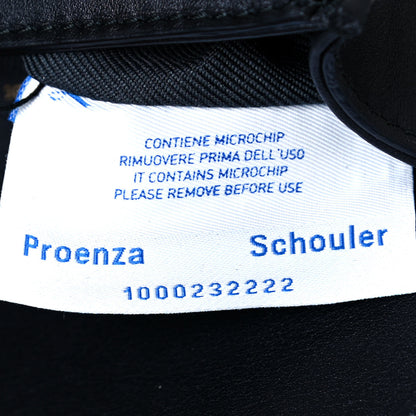 CONTIENE MICROCHIP
RIMUOVERE PRIMA DELL'USO
IT CONTAINS MICROCHIP
PLEASE REMOVE BEFORE USE
Proenza Schouler
1000232222